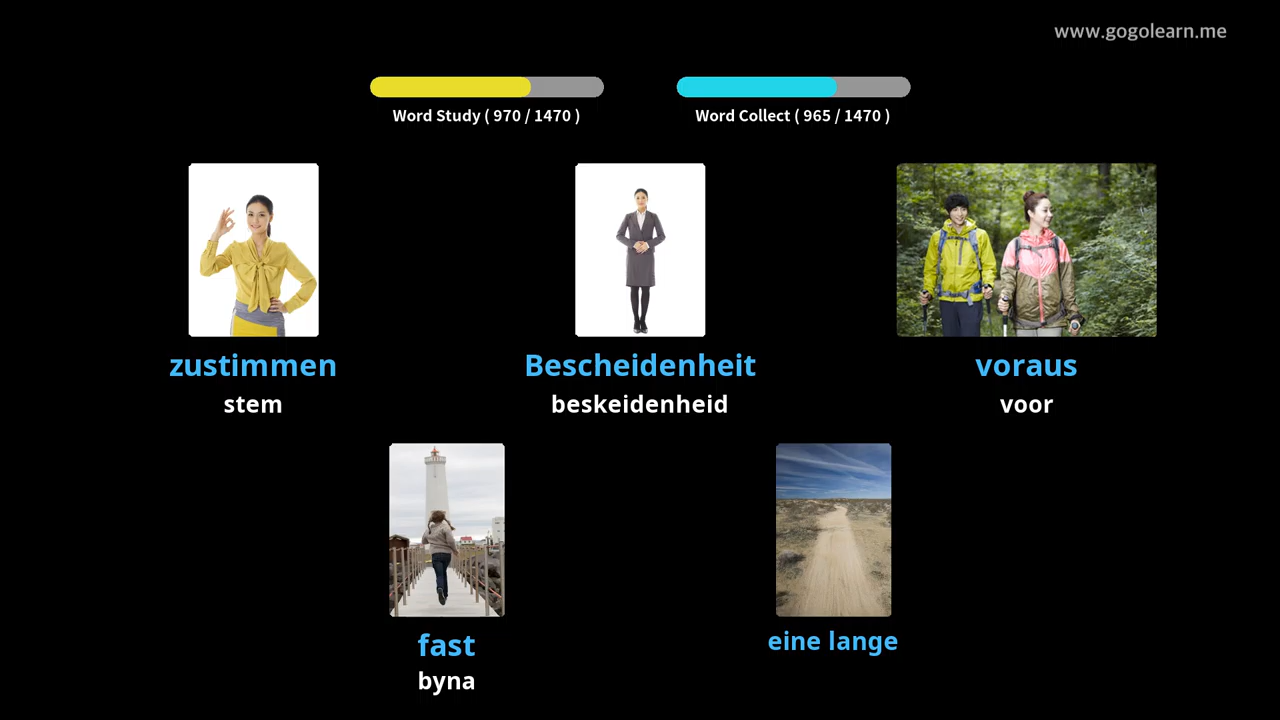 www.gogolearn.me
Word Study ( 970 / 1470 )
Word Collect ( 965 / 1470 )
zustimmen
stem
Bescheidenheit
beskeidenheid
voraus
voor
fast
byna
eine lange